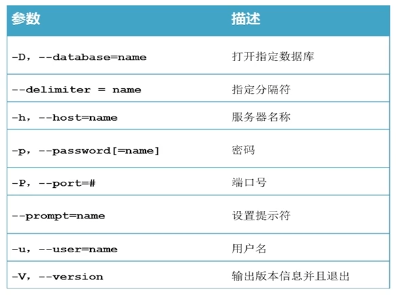 参数 描述
-D，--database=name 打开指定数据库
--delimiter = name 指定分隔符
-h，--host=name 服务器名称
-p，--password[=name] 密码
-P，--port=# 端口号
--prompt=name 设置提示符
-u，--user=name 用户名
-V，--version 输出版本信息并且退出